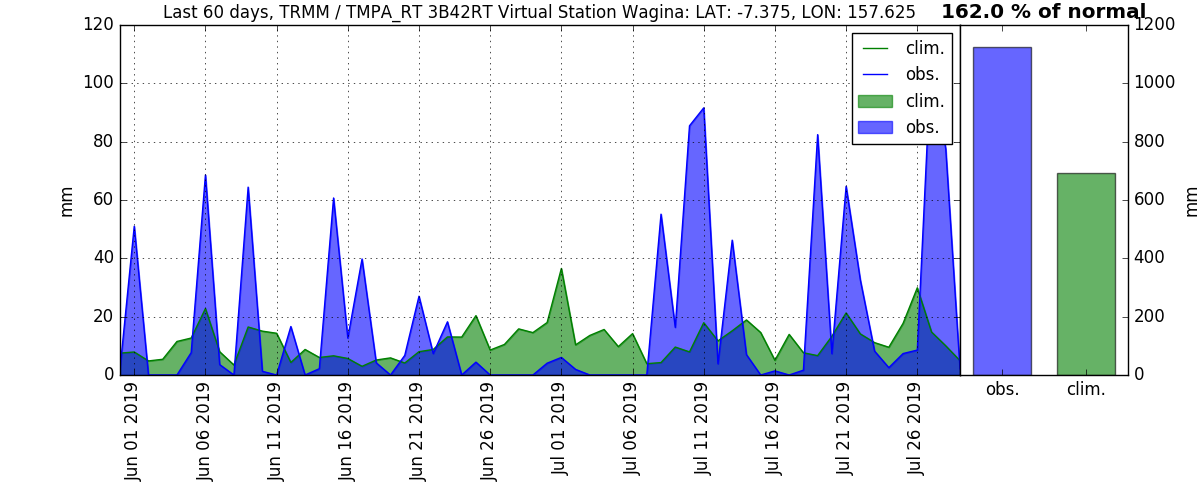 Last 60 days, TRMM / TMPA_RT 3B42RT Virtual Station Wagina: LAT: -7.375, LON: 157.625
162.0 % of normal
120
100
80
60
40
20
0
mm
clim.
obs.
clim.
obs.
1200
1000
800
600
400
200
0
mm
Jun 01 2019
Jun 06 2019
Jun 11 2019
Jun 16 2019
Jun 21 2019
Jun 26 2019
Jul 01 2019
Jul 06 2019
Jul 11 2019
Jul 16 2019
Jul 21 2019
Jul 26 2019
obs.
clim.